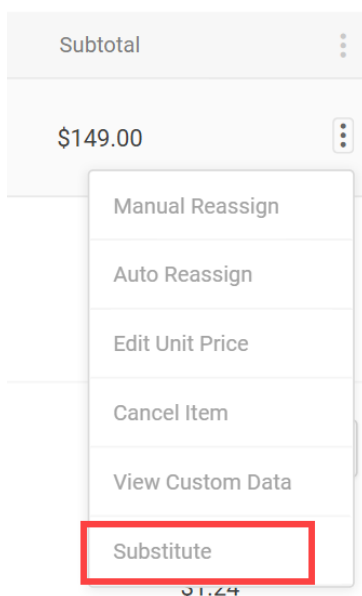 Subtotal
$149.00
Manual Reassign
Auto Reassign
Edit Unit Price
Cancel Item
View Custom Data
Substitute